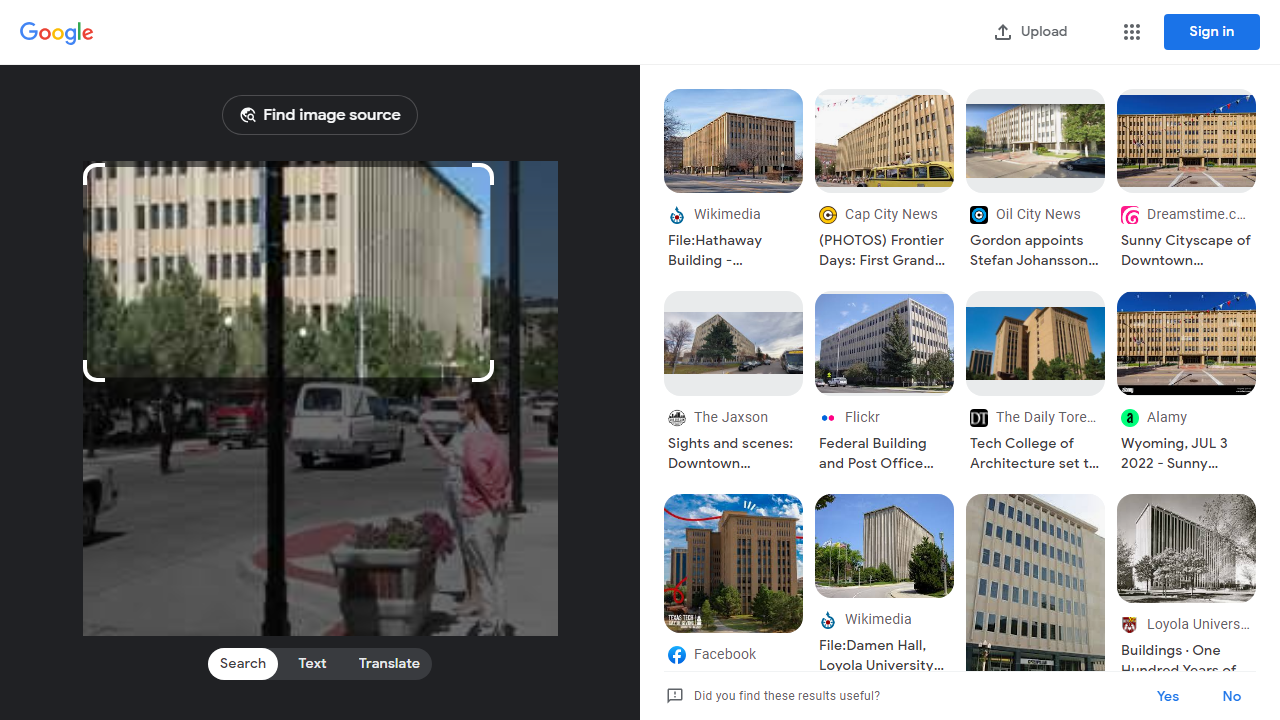 Google
Upload
Sign in
Find image source
Search
Text
Translate
Wikimedia
File:Hathaway
Building -...
Cap City News
(PHOTOS) Frontier
Days: First Grand...
Oil City News
Gordon appoints
Stefan Johansson...
Dreamstime.c...
Sunny Cityscape of
Downtown...
The Jaxson
Sights and scenes:
Downtown...
Flickr
Federal Building
and Post Office...
DT
The Daily Tore...
Tech College of
Architecture set t...
a
Alamy
Wyoming, JUL 3
2022 - Sunny...
Facebook
Wikimedia
File:Damen Hall,
Loyola University...
Loyola Univers...
Buildings · One
Hundred Years of
Did you find these results useful?
Yes
No